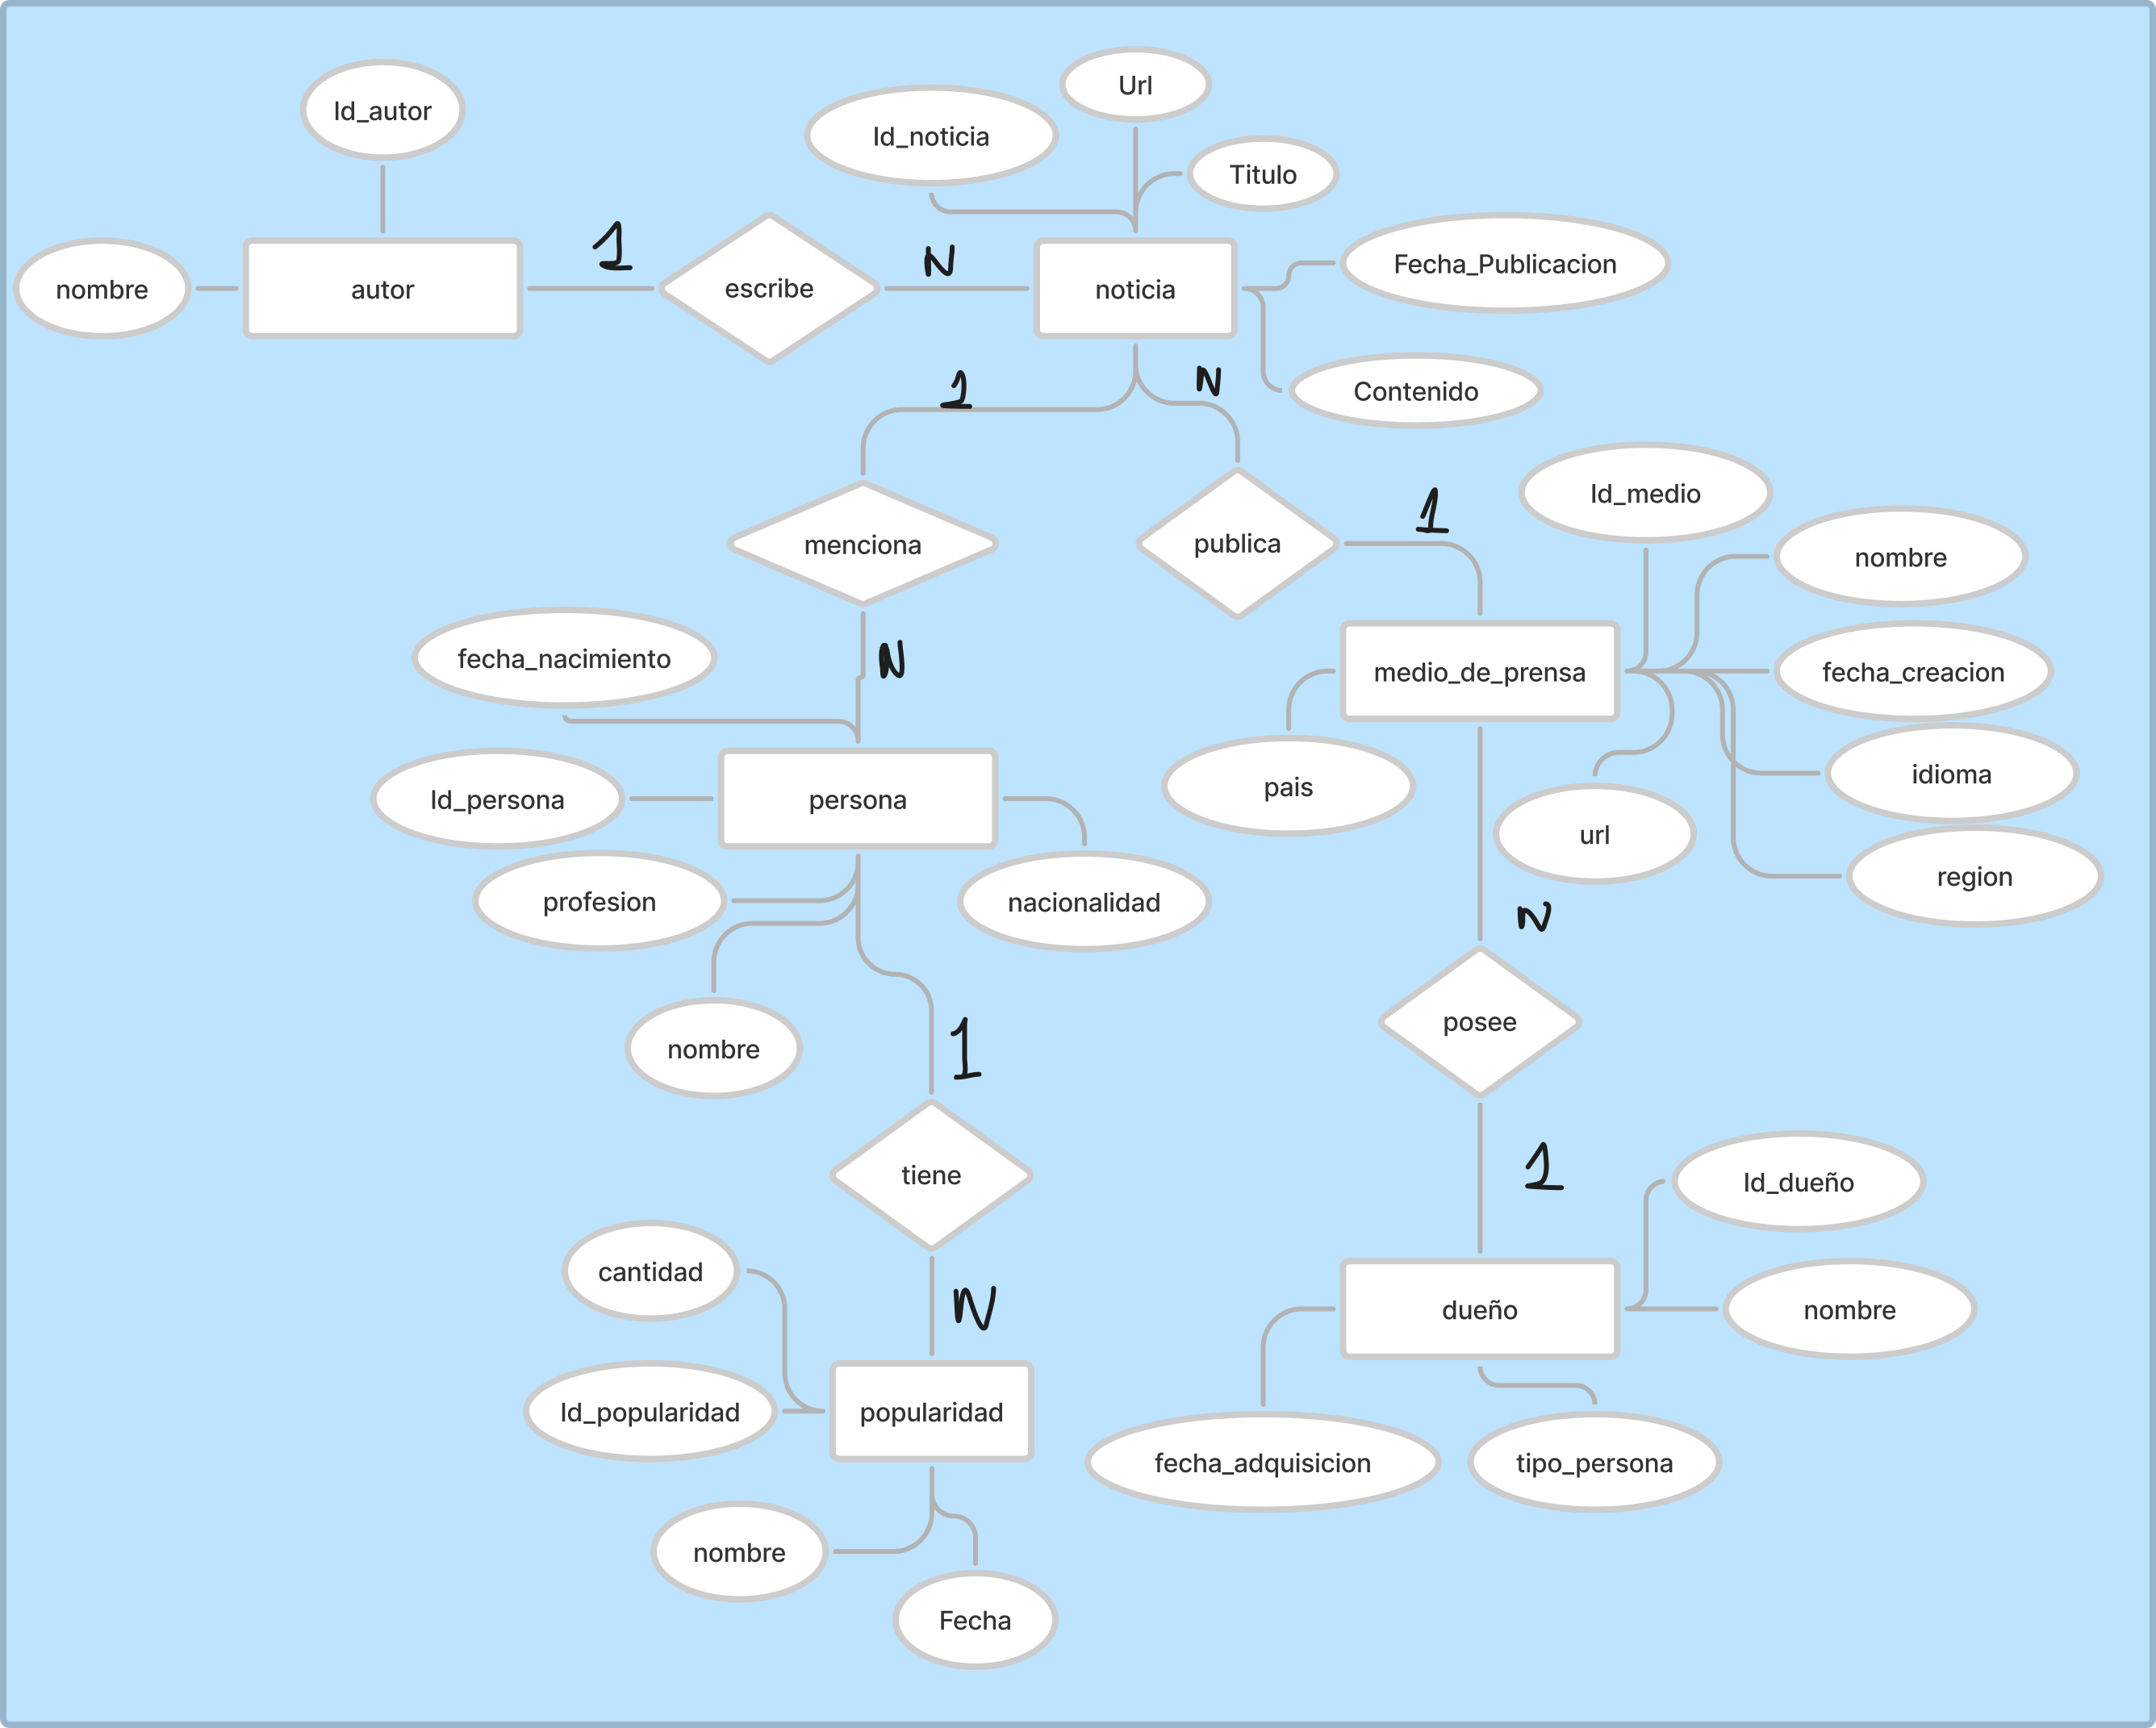 Url
Id_autor
Id_noticia
Titulo
1
N
Fecha_Publicacion
nombre
autor
escribe
noticia
1
N
Contenido
Id_medio
1
menciona
publica
nombre
N
fecha_nacimiento
medio_de_prensa
fecha_creacion
idioma
pais
Id_persona
persona
url
region
profesion
nacionalidad
N
posee
nombre
1
tiene
1
Id_dueño
cantidad
N
dueño
nombre
Id_popularidad
popularidad
fecha_adquisicion
tipo_persona
nombre
Fecha